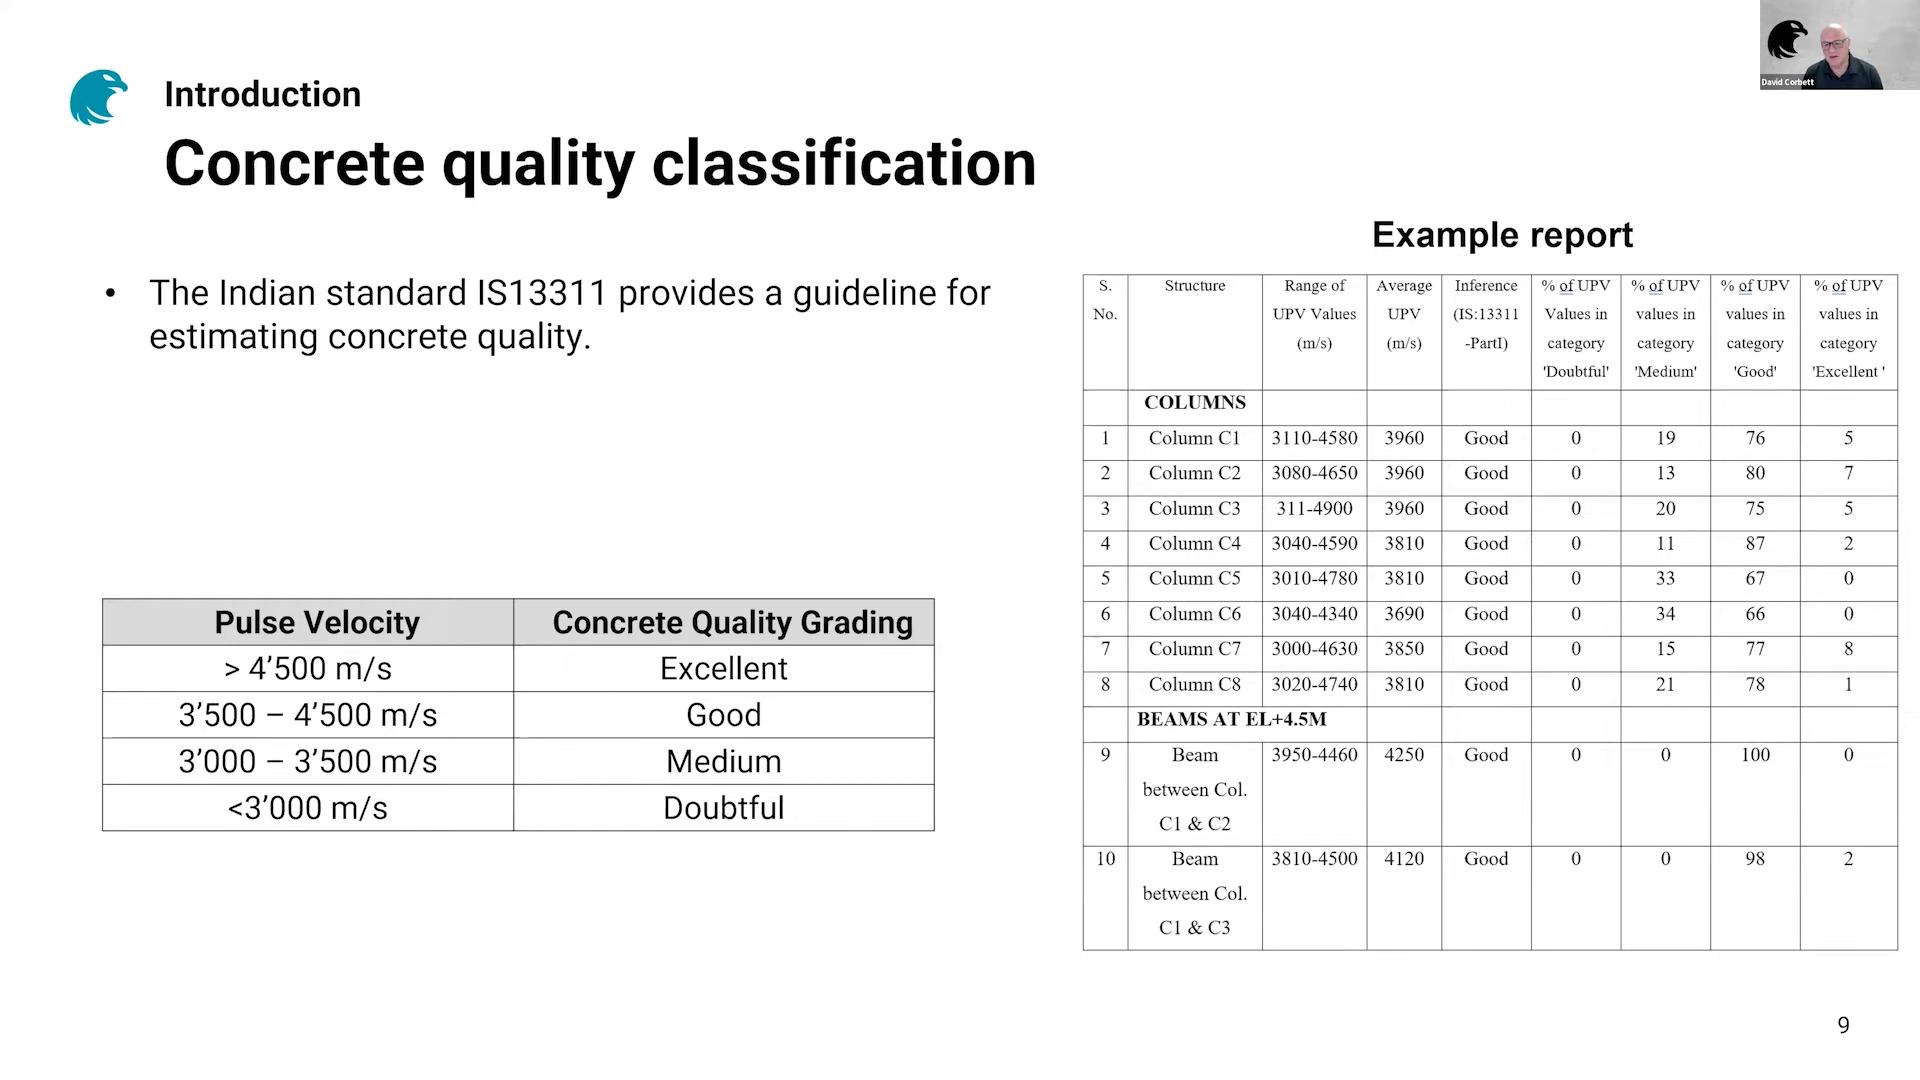 Introduction
Concrete quality classification
• The Indian standard IS13311 provides a guideline for
estimating concrete quality.
Pulse Velocity Concrete Quality Grading
> 4’500 m/s Excellent
3’500 – 4’500 m/s Good
3’000 – 3’500 m/s Medium
<3’000 m/s Doubtful
David Corbett
Example report
S. Structure Range of Average Inference % of UPV % of UPV % of UPV % of UPV
No. UPV Values UPV (IS:13311 Values in values in values in values in
(m/s) (m/s) -PartI) category category category category
'Doubtful' 'Medium' 'Good' 'Excellent '
COLUMNS
1 Column C1 3110-4580 3960 Good 0 19 76 5
2 Column C2 3080-4650 3960 Good 0 13 80 7
3 Column C3 311-4900 3960 Good 0 20 75 5
4 Column C4 3040-4590 3810 Good 0 11 87 2
5 Column C5 3010-4780 3810 Good 0 33 67 0
6 Column C6 3040-4340 3690 Good 0 34 66 0
7 Column C7 3000-4630 3850 Good 0 15 77 8
8 Column C8 3020-4740 3810 Good 0 21 78 1
BEAMS AT EL+4.5M
9 Beam 3950-4460 4250 Good 0 0 100 0
between Col.
C1 & C2
10 Beam 3810-4500 4120 Good 0 0 98 2
between Col.
C1 & C3
9